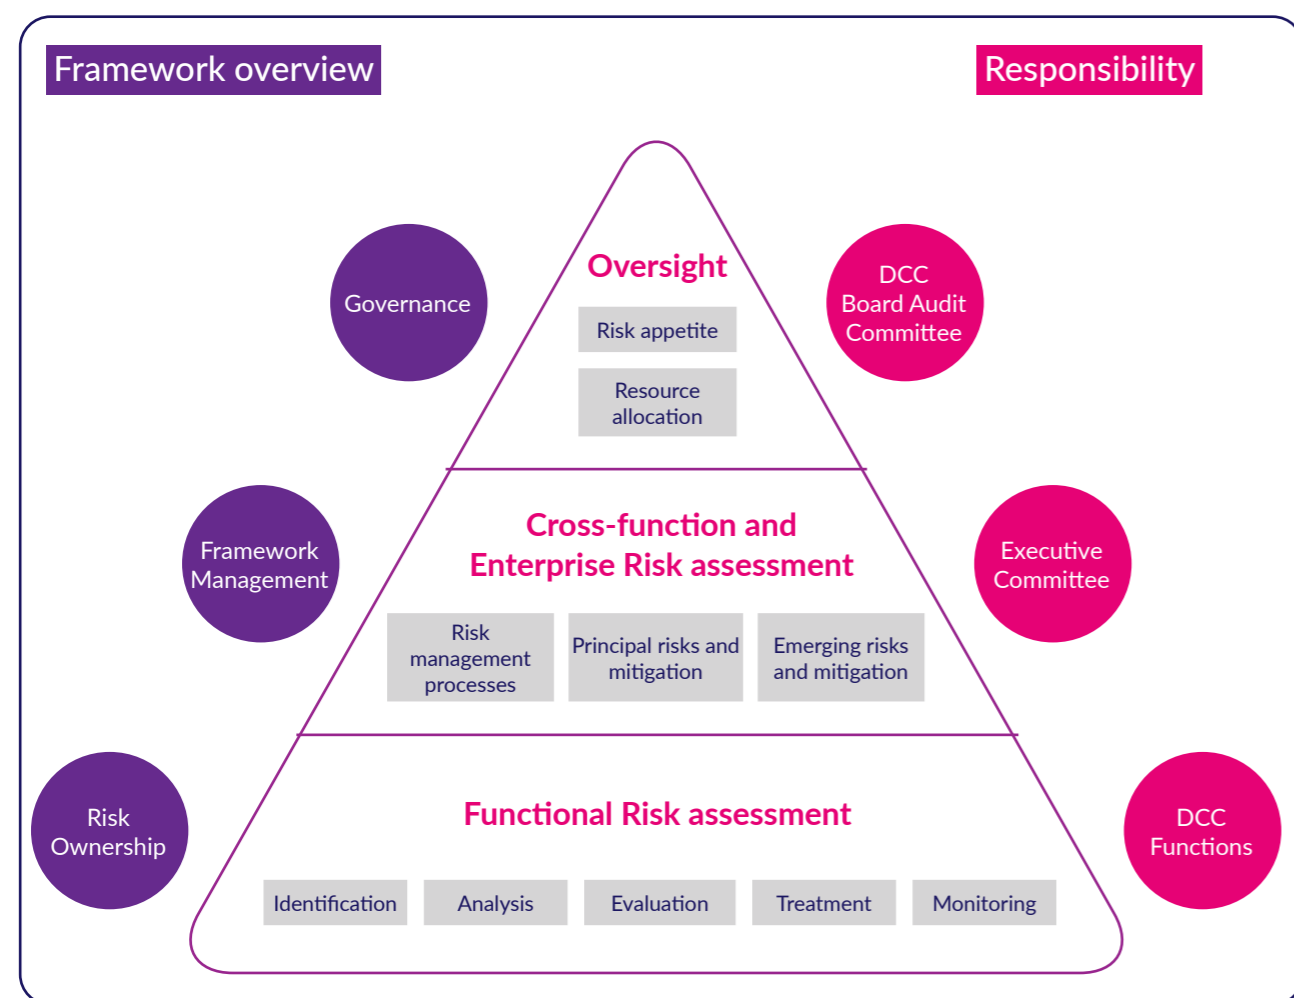 Framework overview
Responsibility
Oversight
Governance
DCC
Board Audit
Committee
Risk appetite
Resource
allocation
Cross-function and
Enterprise Risk assessment
Framework
Management
Executive
Committee
Risk
management
processes
Principal risks and
mitigation
Emerging risks
and mitigation
Functional Risk assessment
Risk
Ownership
DCC
Functions
Identification
Analysis
Evaluation
Treatment
Monitoring